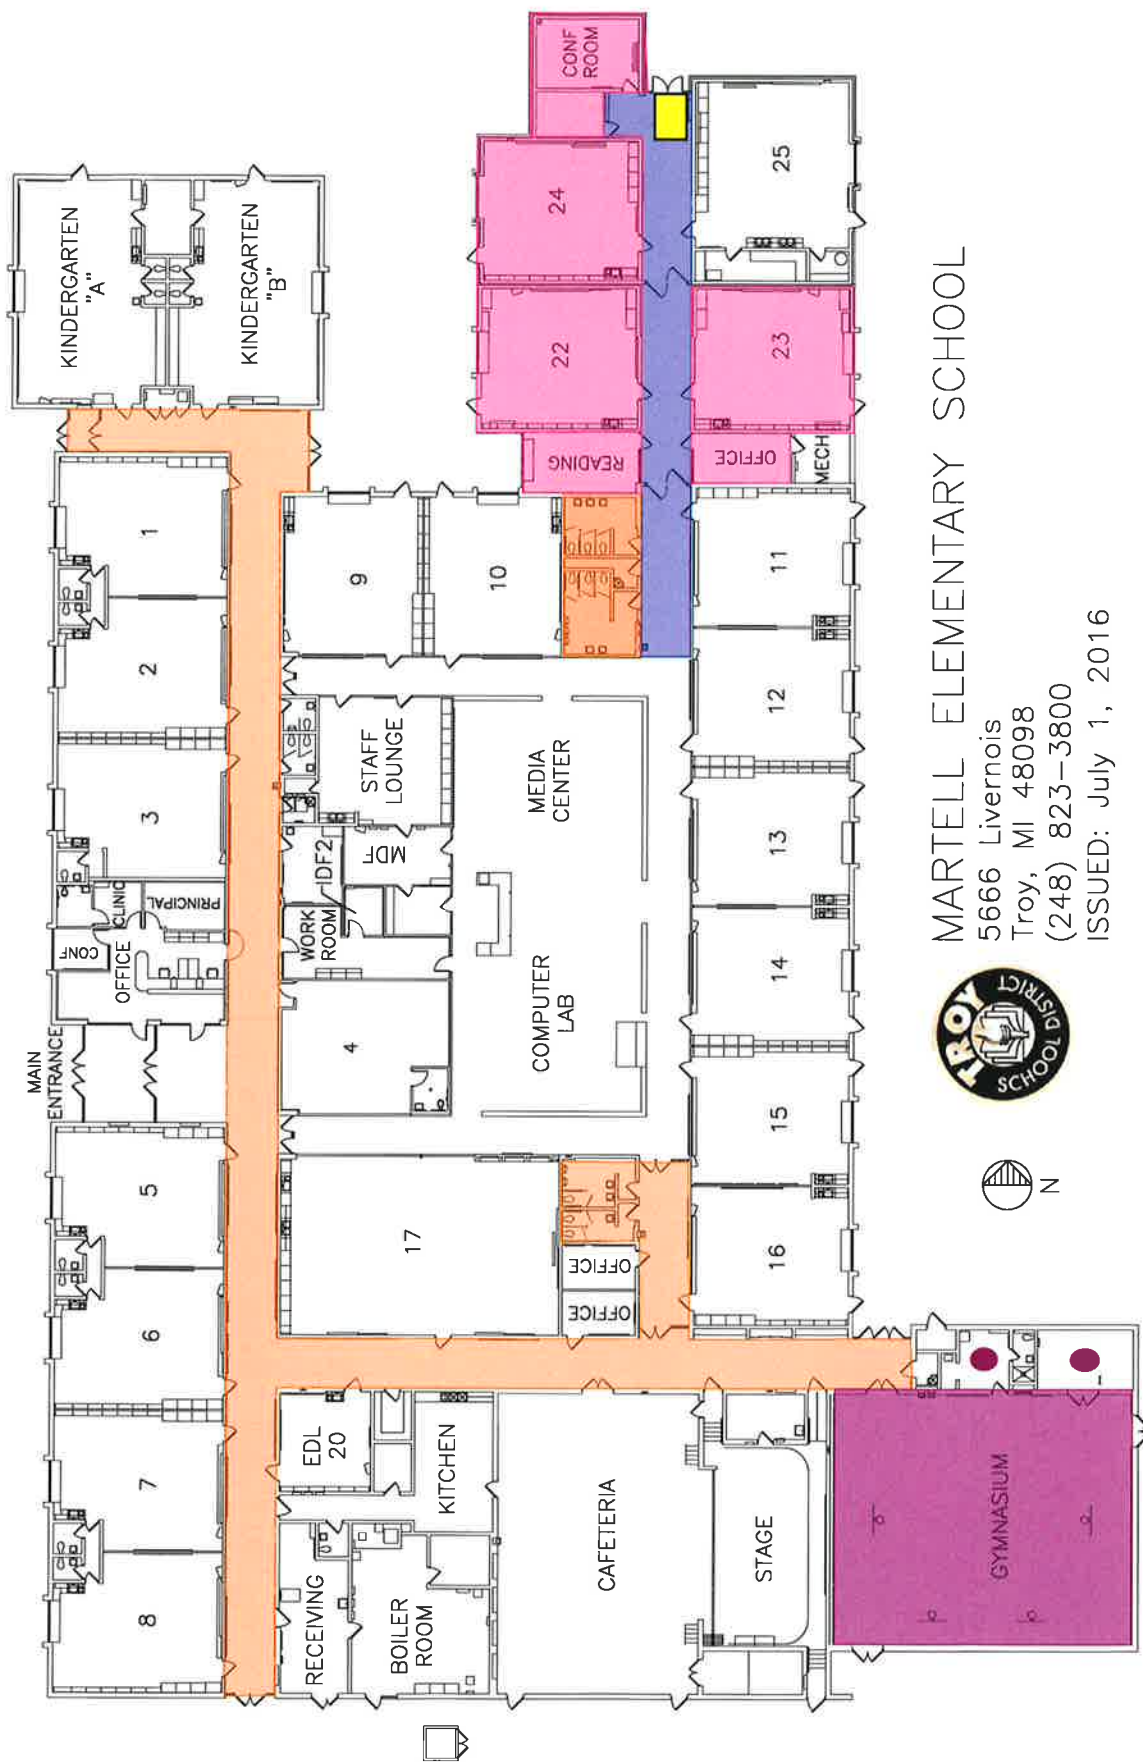 KINDERGARTEN
"A"
KINDERGARTEN
"B"
CONF
ROOM
24
25
22
23
READING
OFFICE
MECH
1
2
3
9
10
11
12
13
14
15
16
STAFF
LOUNGE
MDF
IDF2
WORK
ROOM
MEDIA
CENTER
COMPUTER
LAB
CLINIC
PRINCIPAL
CONF
OFFICE
MAIN
ENTRANCE
4
5
6
7
8
17
OFFICE
OFFICE
EDL
20
KITCHEN
RECEIVING
BOILER
ROOM
CAFETERIA
STAGE
GYMNASIUM
MARTELL ELEMENTARY SCHOOL
5666 Livernois
Troy, MI 48098
(248) 823-3800
ISSUED: July 1, 2016
TROY
SCHOOL DISTRICT
N